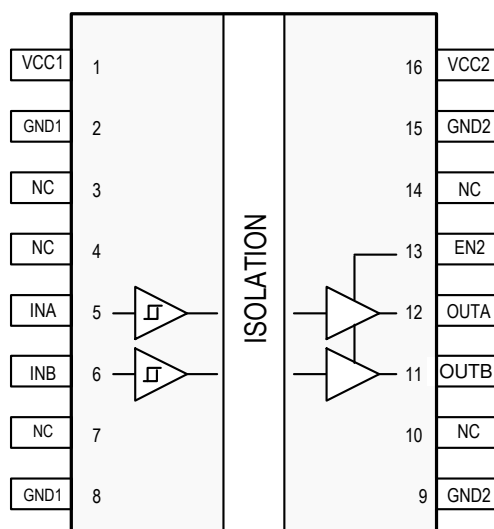 VCC1 1 16 VCC2
GND1 2 15 GND2
NC 3 14 NC
NC 4 13 EN2
INA 5 12 OUTA
INB 6 11 OUTB
NC 7 10 NC
GND1 8 9 GND2
ISOLATION